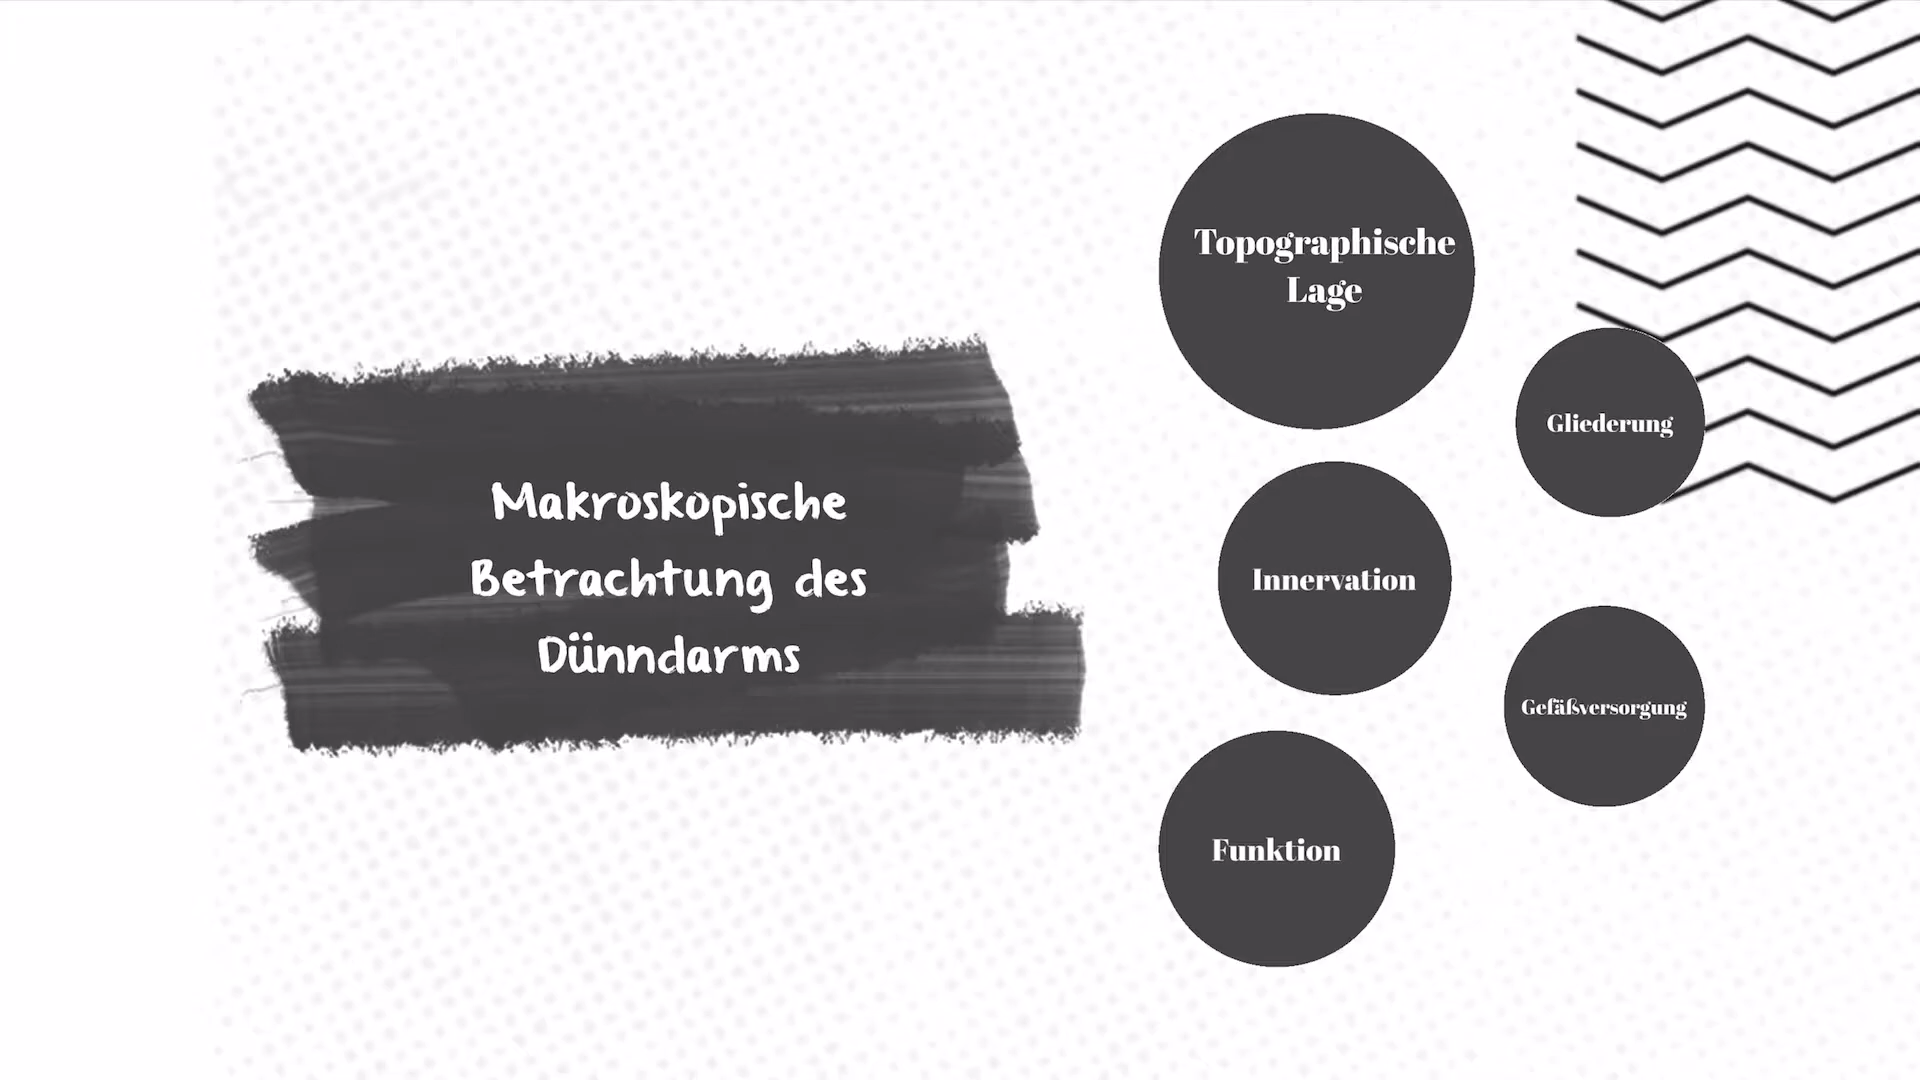 Makroskopische
Betrachtung des
Dünndarms
Topographische
Lage
Gliederung
Innervation
Gefäßversorgung
Funktion